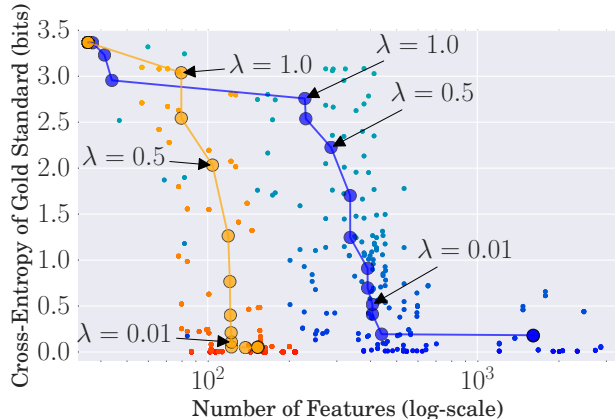 Cross-Entropy of Gold Standard (bits)
3.5
3.0
2.5
2.0
1.5
1.0
0.5
0.0
λ = 1.0
λ = 1.0
λ = 0.5
λ = 0.5
λ = 0.01
λ = 0.01
10²
10³
Number of Features (log-scale)